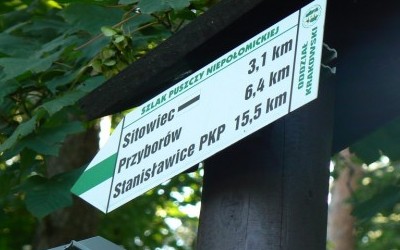 SZLAK PUSZCZY NIEPOŁOMICKIEJ
Sitowiec 3,1 km
Przyborów 6,4 km
Stanisławice PKP 15,5 km
ODDZIAŁ
KRAKOWSKI